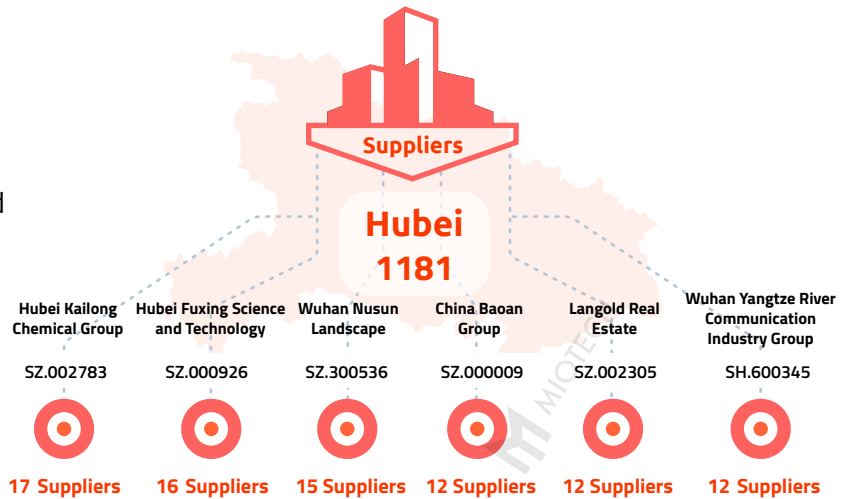 Suppliers
d
Hubei
1181
Hubei Kailong
Chemical Group
SZ.002783
17 Suppliers
Hubei Fuxing Science
and Technology
SZ.000926
16 Suppliers
Wuhan Nusun
Landscape
SZ.300536
15 Suppliers
China Baoan
Group
SZ.000009
12 Suppliers
Langold Real
Estate
SZ.002305
12 Suppliers
Wuhan Yangtze River
Communication
Industry Group
SH.600345
12 Suppliers
MIOTECH